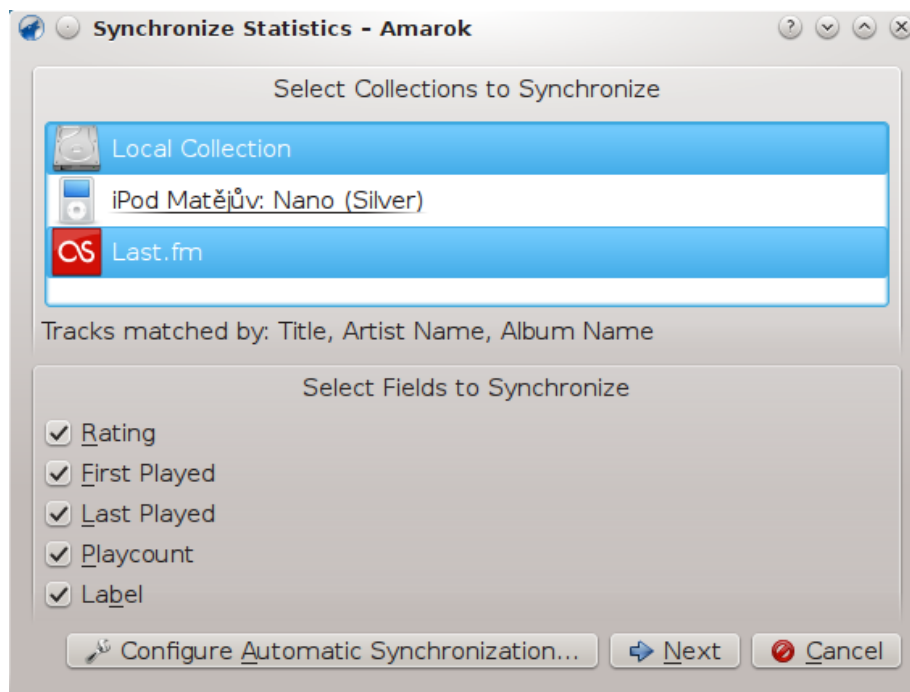 Synchronize Statistics – Amarok
Select Collections to Synchronize
Local Collection
iPod Matějův: Nano (Silver)
Last.fm
Tracks matched by: Title, Artist Name, Album Name
Select Fields to Synchronize
Rating
First Played
Last Played
Playcount
Label
Configure Automatic Synchronization... Next Cancel